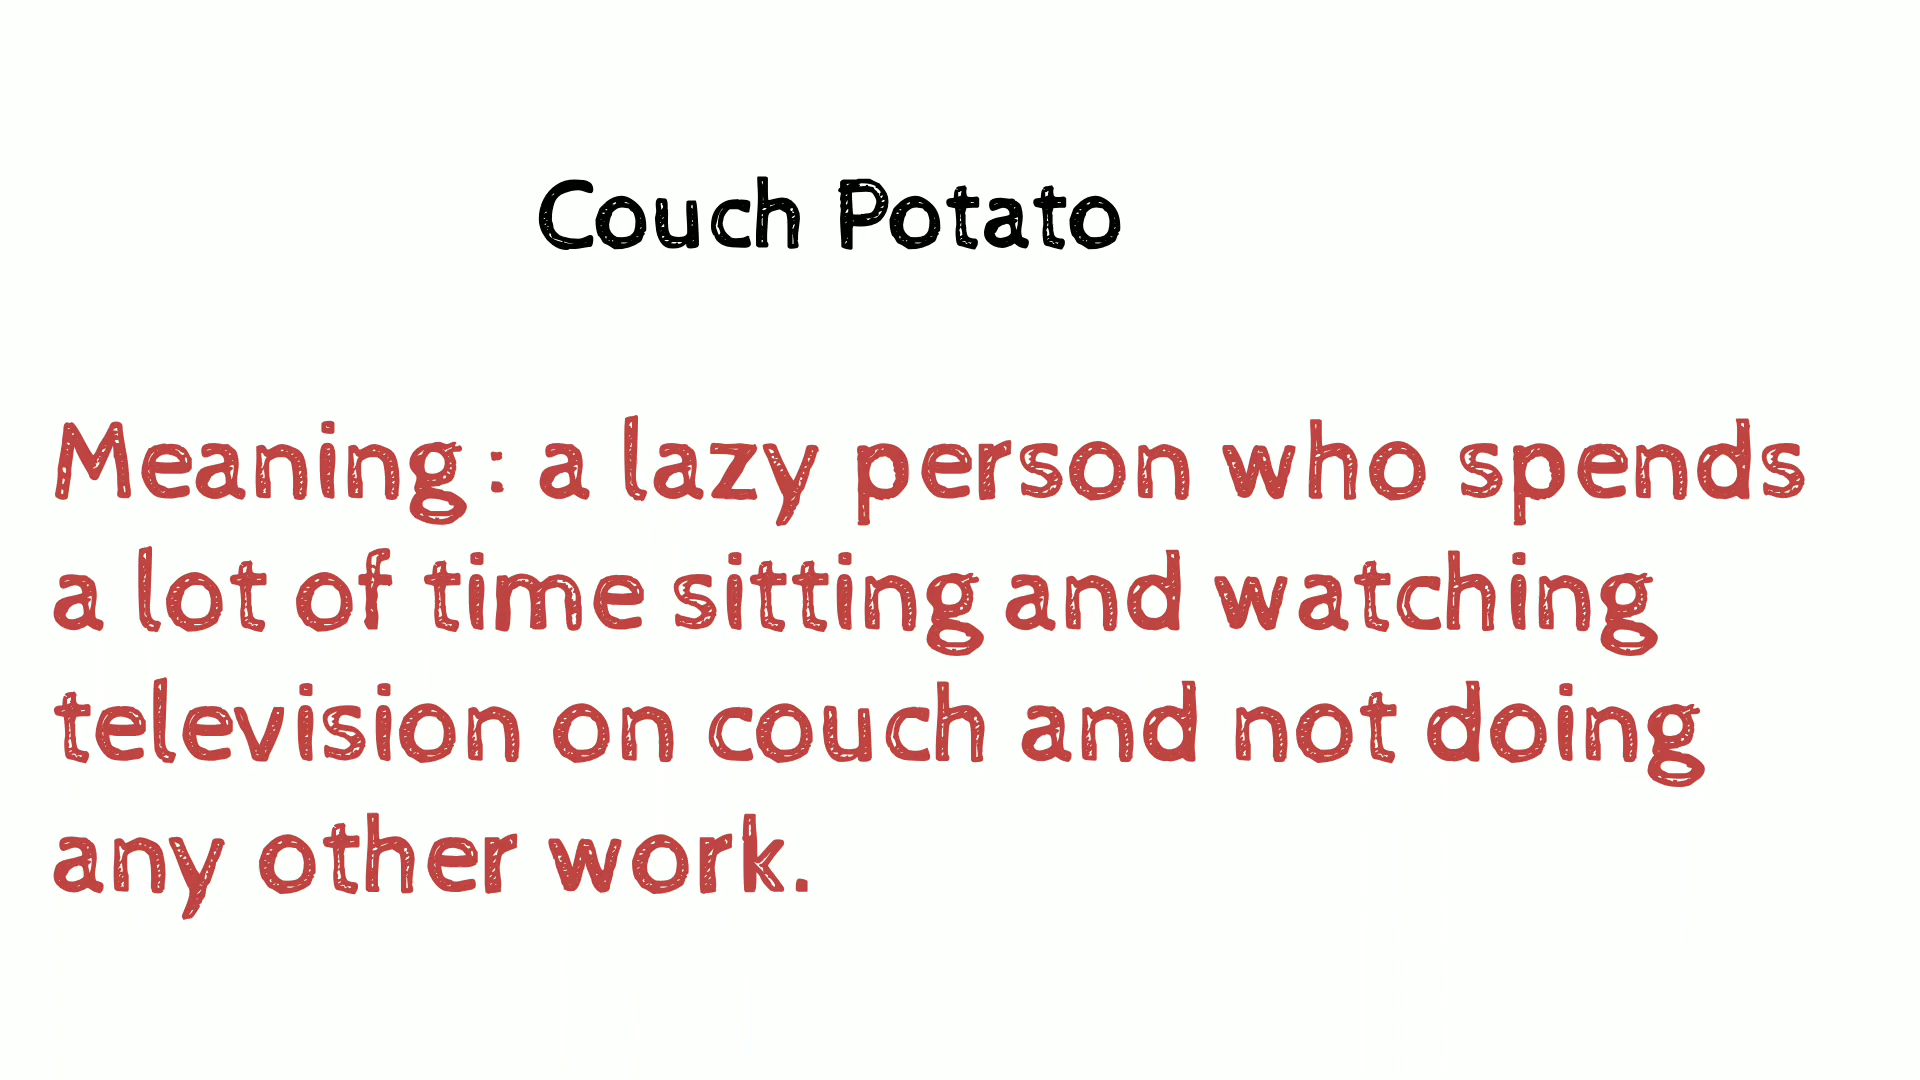 Couch Potato
Meaning : a lazy person who spends
a lot of time sitting and watching
television on couch and not doing
any other work.